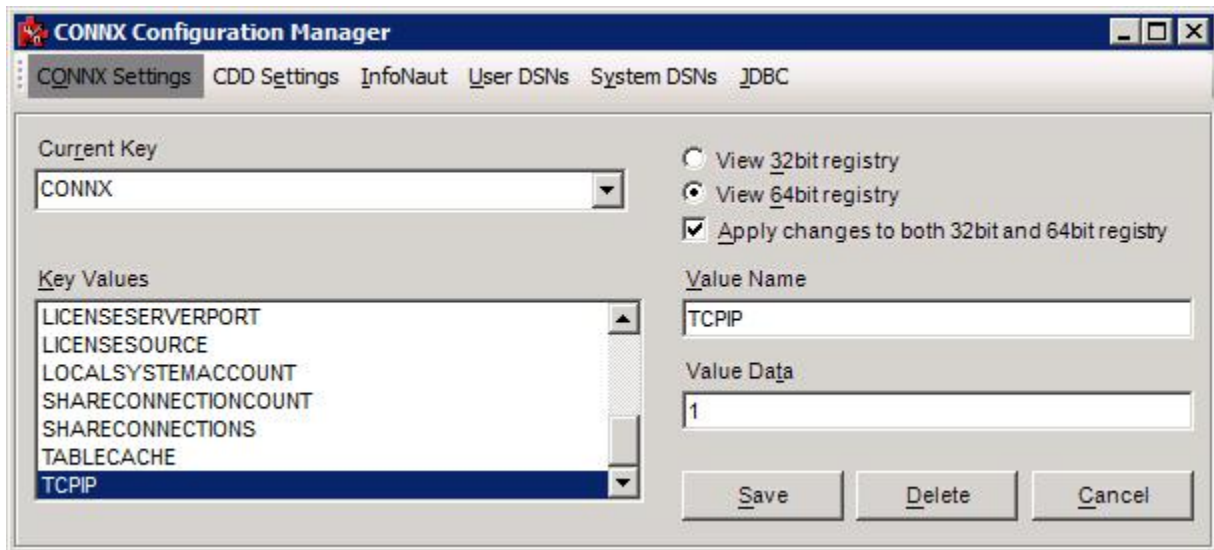 CONNX Configuration Manager
CONNX Settings CDD Settings InfoNaut User DSNs System DSNs JDBC
Current Key
CONNX
View 32bit registry
View 64bit registry
Apply changes to both 32bit and 64bit registry
Key Values
LICENSESERVERPORT
LICENSESOURCE
LOCALSYSTEMACCOUNT
SHARECONNECTIONCOUNT
SHARECONNECTIONS
TABLECACHE
TCPIP
Value Name
TCPIP
Value Data
1
Save Delete Cancel